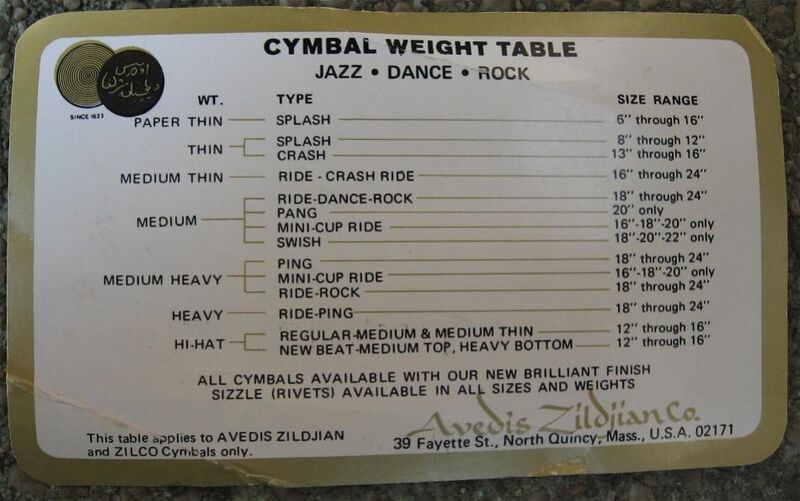 CYMBAL WEIGHT TABLE
JAZZ • DANCE • ROCK
SINCE 1623
WT. TYPE SIZE RANGE
PAPER THIN SPLASH 6" through 16"
THIN SPLASH 8" through 12"
CRASH 13" through 16"
MEDIUM THIN RIDE - CRASH RIDE 16" through 24"
MEDIUM RIDE-DANCE-ROCK 18" through 24"
PANG 20" only
MINI-CUP RIDE 16"-18"-20" only
SWISH 18"-20"-22" only
MEDIUM HEAVY PING 18" through 24"
MINI-CUP RIDE 16"-18"-20" only
RIDE-ROCK 18" through 24"
HEAVY RIDE-PING 18" through 24"
HI-HAT REGULAR-MEDIUM & MEDIUM THIN 12" through 16"
NEW BEAT-MEDIUM TOP, HEAVY BOTTOM 12" through 16"
ALL CYMBALS AVAILABLE WITH OUR NEW BRILLIANT FINISH
SIZZLE (RIVETS) AVAILABLE IN ALL SIZES AND WEIGHTS
This table applies to AVEDIS ZILDJIAN
and ZILCO Cymbals only.
Avedis Zildjian Co.
39 Fayette St., North Quincy, Mass., U.S.A. 02171